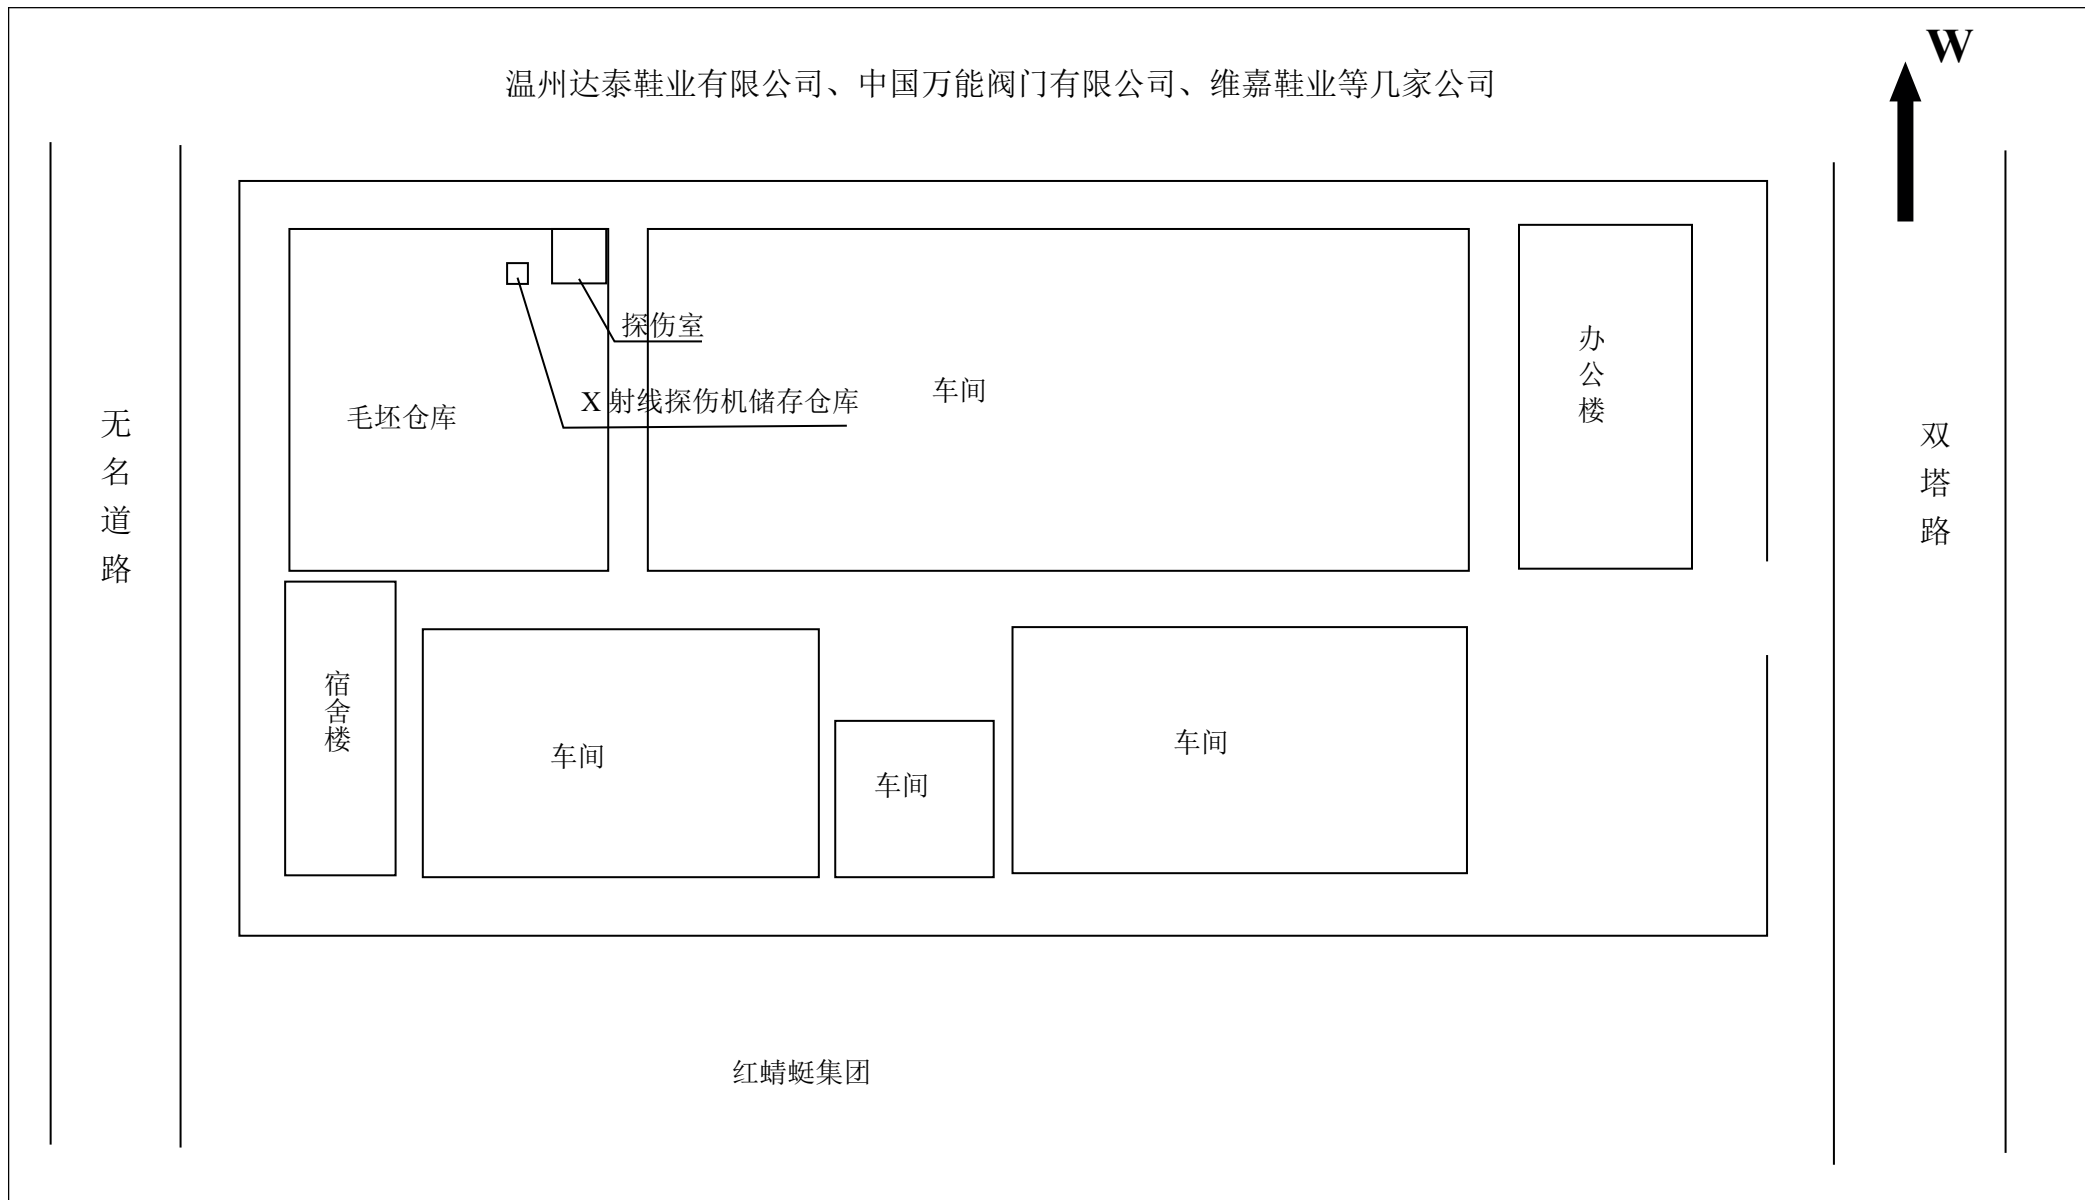 W
温州达泰鞋业有限公司、中国万能阀门有限公司、维嘉鞋业等几家公司
探伤室
X 射线探伤机储存仓库
毛坯仓库
车间
办公楼
无名道路
双塔路
宿舍楼
车间
车间
车间
红蜻蜓集团